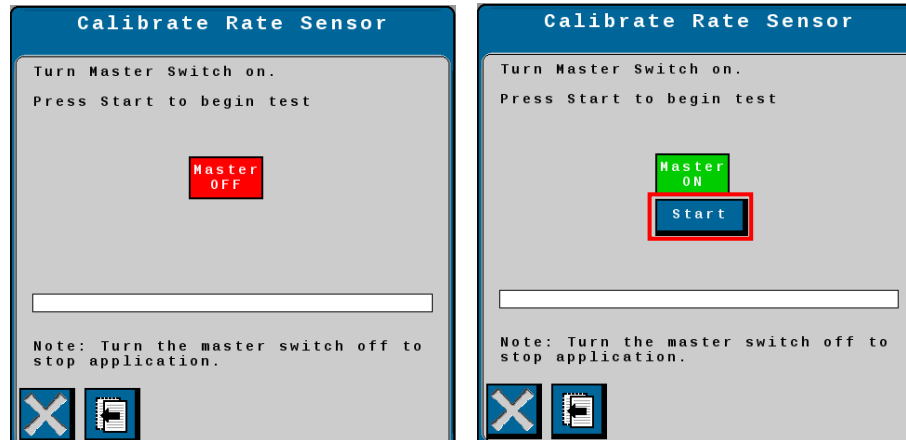 Calibrate Rate Sensor
Turn Master Switch on.
Press Start to begin test
Master
OFF
Note: Turn the master switch off to
stop application.
Calibrate Rate Sensor
Turn Master Switch on.
Press Start to begin test
Master
ON
Start
Note: Turn the master switch off to
stop application.